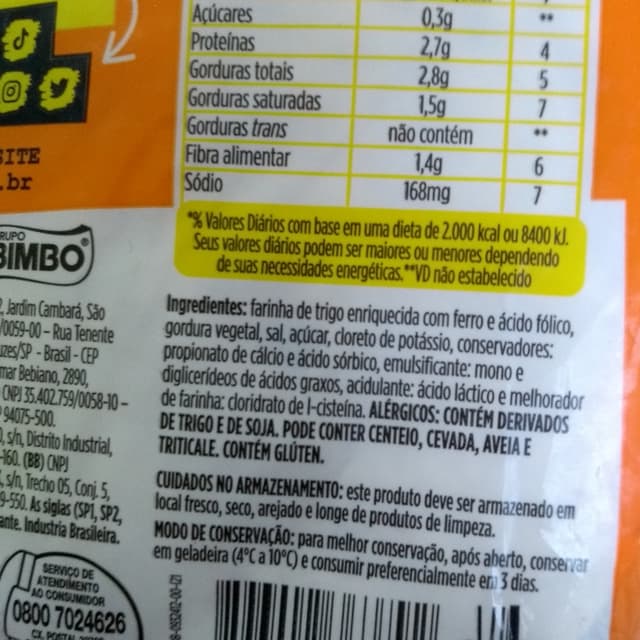 Açúcares 0,3g **
Proteínas 2,7g 4
Gorduras totais 2,8g 5
Gorduras saturadas 1,5g 7
Gorduras trans não contém **
Fibra alimentar 1,4g 6
Sódio 168mg 7
*% Valores Diários com base em uma dieta de 2.000 kcal ou 8400 kJ.
Seus valores diários podem ser maiores ou menores dependendo
de suas necessidades energéticas. **VD não estabelecido
Ingredientes: farinha de trigo enriquecida com ferro e ácido fólico,
gordura vegetal, sal, açúcar, cloreto de potássio, conservadores:
propionato de cálcio e ácido sórbico, emulsificante: mono e
diglicerídeos de ácidos graxos, acidulante: ácido láctico e melhorador
de farinha: cloridrato de l-cisteína. ALÉRGICOS: CONTÉM DERIVADOS
DE TRIGO E DE SOJA. PODE CONTER CENTEIO, CEVADA, AVEIA E
TRITICALE. CONTÉM GLÚTEN.
CUIDADOS NO ARMAZENAMENTO: este produto deve ser armazenado em
local fresco, seco, arejado e longe de produtos de limpeza.
MODO DE CONSERVAÇÃO: para melhor conservação, após aberto, conservar
em geladeira (4°C a 10°C) e consumir preferencialmente em 3 dias.
SITE
.br
RUPO
BIMBO®
, Jardim Cambará, São
/0059-00 – Rua Tenente
uzes/SP - Brasil - CEP
mar Bebiano, 2890,
CNPJ 35.402.759/0058-10 –
94075-500.
, s/n, Distrito Industrial,
-160. (BB) CNPJ
, s/n, Trecho 05, Conj. 5,
9-550. As siglas (SP1, SP2,
ante. Indústria Brasileira.
SERVIÇO DE
ATENDIMENTO
AO CONSUMIDOR
0800 7024626
CX. POSTAL